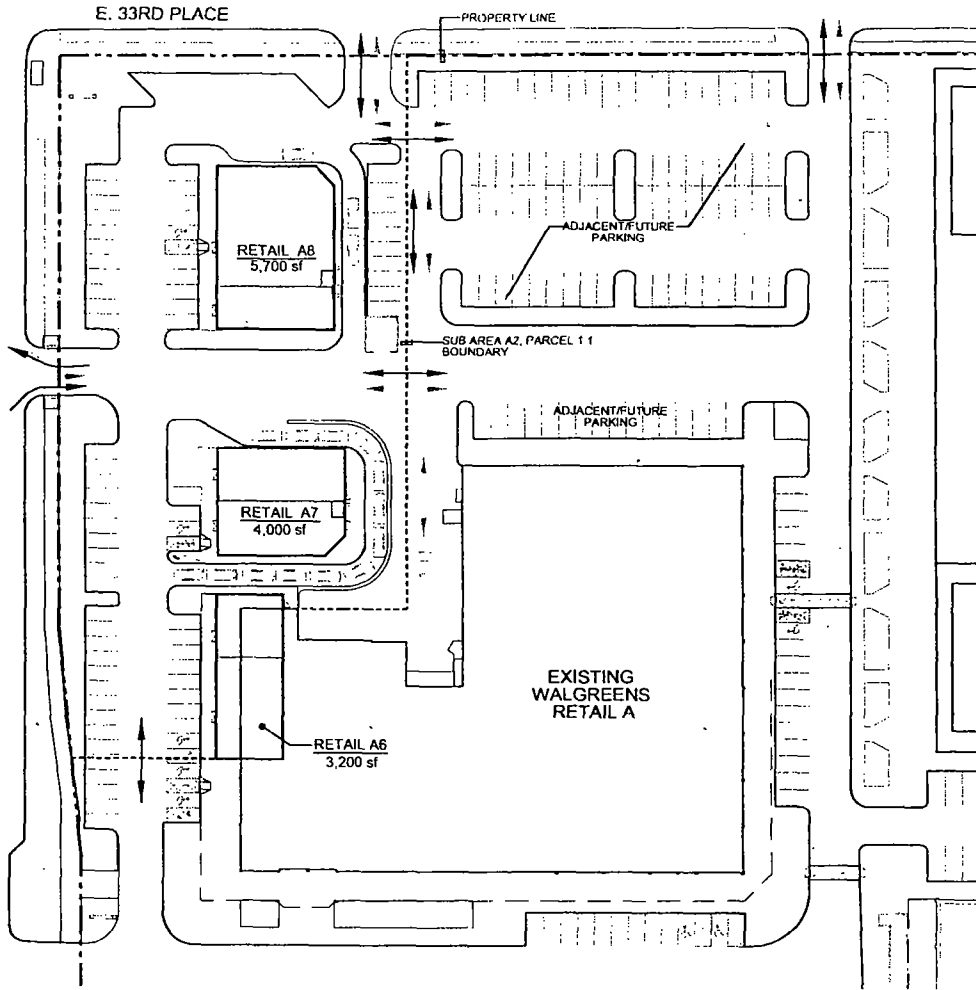 E. 33RD PLACE
PROPERTY LINE
RETAIL A8
5,700 sf
ADJACENT/FUTURE
PARKING
SUB AREA A2, PARCEL 1 1
BOUNDARY
ADJACENT/FUTURE
PARKING
RETAIL A7
4,000 sf
EXISTING
WALGREENS
RETAIL A
RETAIL A6
3,200 sf